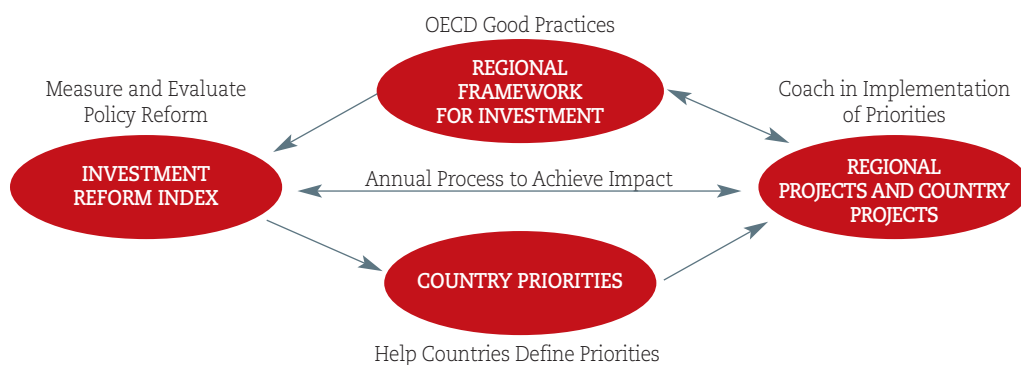 OECD Good Practices
REGIONAL
FRAMEWORK
FOR INVESTMENT
Measure and Evaluate
Policy Reform
INVESTMENT
REFORM INDEX
Coach in Implementation
of Priorities
REGIONAL
PROJECTS AND COUNTRY
PROJECTS
Annual Process to Achieve Impact
COUNTRY PRIORITIES
Help Countries Define Priorities